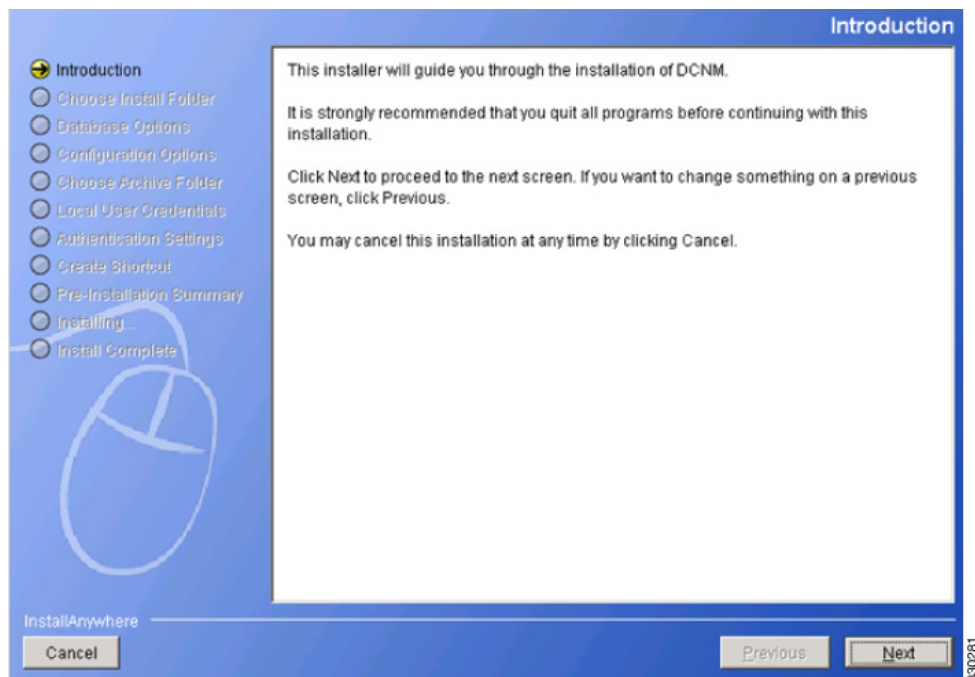 Introduction
Introduction
Choose Install Folder
Database Options
Configuration Options
Choose Archive Folder
Local User Credentials
Authentication Settings
Create Shortcut
Pre-Installation Summary
Installing...
Install Complete
This installer will guide you through the installation of DCNM.
It is strongly recommended that you quit all programs before continuing with this
installation.
Click Next to proceed to the next screen. If you want to change something on a previous
screen, click Previous.
You may cancel this installation at any time by clicking Cancel.
InstallAnywhere
Cancel
Previous
Next
330281